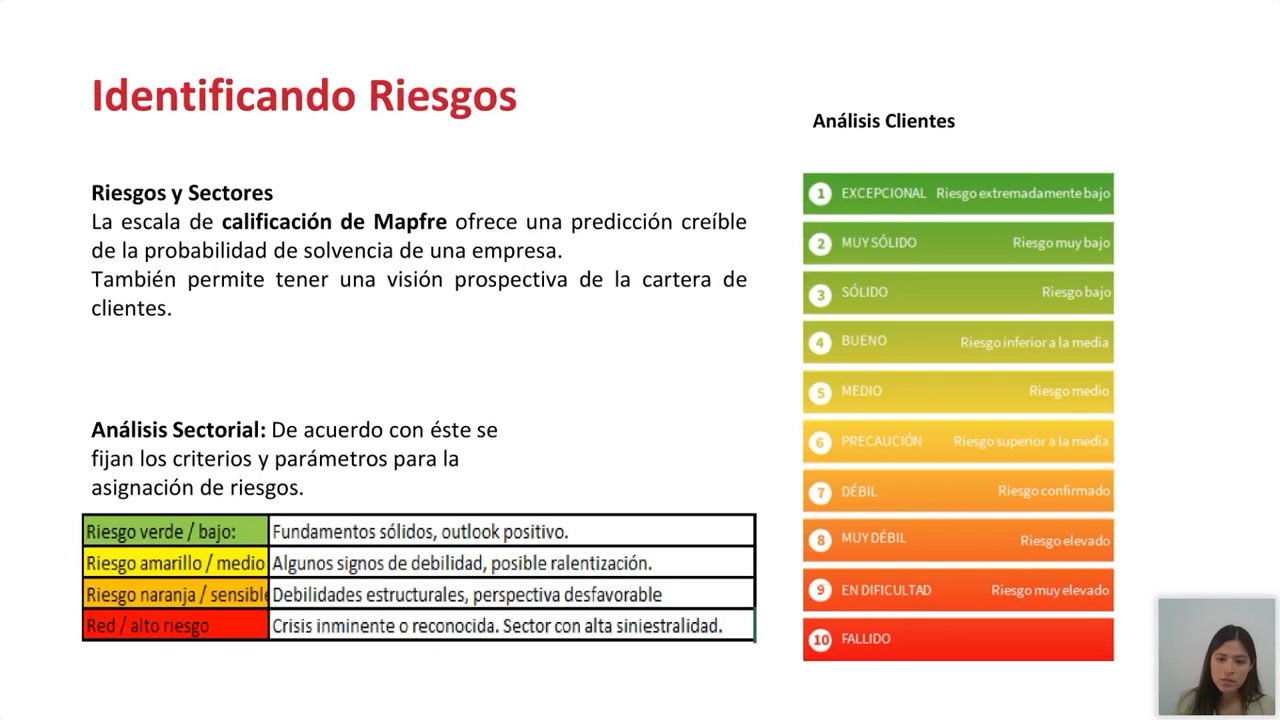 Identificando Riesgos
Riesgos y Sectores
La escala de calificación de Mapfre ofrece una predicción creíble
de la probabilidad de solvencia de una empresa.
También permite tener una visión prospectiva de la cartera de
clientes.
Análisis Sectorial: De acuerdo con éste se
fijan los criterios y parámetros para la
asignación de riesgos.
Riesgo verde / bajo: Fundamentos sólidos, outlook positivo.
Riesgo amarillo / medio Algunos signos de debilidad, posible ralentización.
Riesgo naranja / sensible Debilidades estructurales, perspectiva desfavorable
Red / alto riesgo Crisis inminente o reconocida. Sector con alta siniestralidad.
Análisis Clientes
1 EXCEPCIONAL Riesgo extremadamente bajo
2 MUY SÓLIDO Riesgo muy bajo
3 SÓLIDO Riesgo bajo
4 BUENO Riesgo inferior a la media
5 MEDIO Riesgo medio
6 PRECAUCIÓN Riesgo superior a la media
7 DÉBIL Riesgo confirmado
8 MUY DÉBIL Riesgo elevado
9 EN DIFICULTAD Riesgo muy elevado
10 FALLIDO